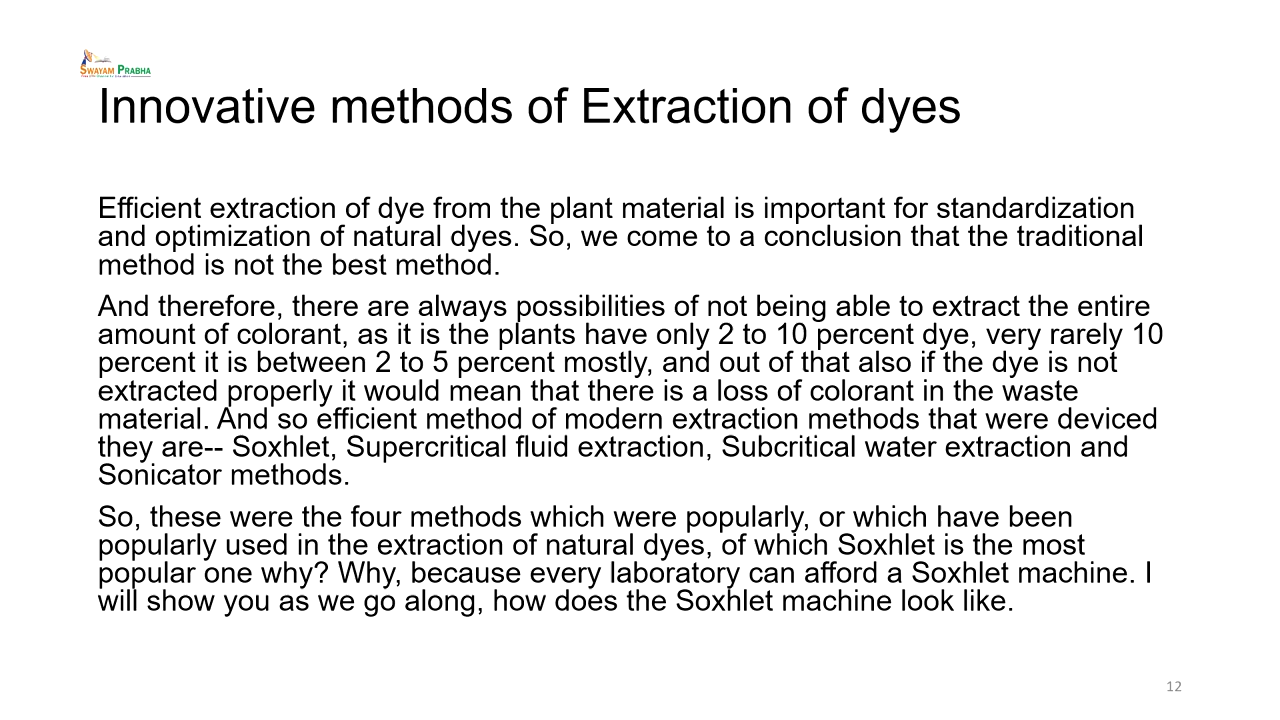 SWAYAM PRABHA
Innovative methods of Extraction of dyes
Efficient extraction of dye from the plant material is important for standardization
and optimization of natural dyes. So, we come to a conclusion that the traditional
method is not the best method.
And therefore, there are always possibilities of not being able to extract the entire
amount of colorant, as it is the plants have only 2 to 10 percent dye, very rarely 10
percent it is between 2 to 5 percent mostly, and out of that also if the dye is not
extracted properly it would mean that there is a loss of colorant in the waste
material. And so efficient method of modern extraction methods that were deviced
they are-- Soxhlet, Supercritical fluid extraction, Subcritical water extraction and
Sonicator methods.
So, these were the four methods which were popularly, or which have been
popularly used in the extraction of natural dyes, of which Soxhlet is the most
popular one why? Why, because every laboratory can afford a Soxhlet machine. I
will show you as we go along, how does the Soxhlet machine look like.
12